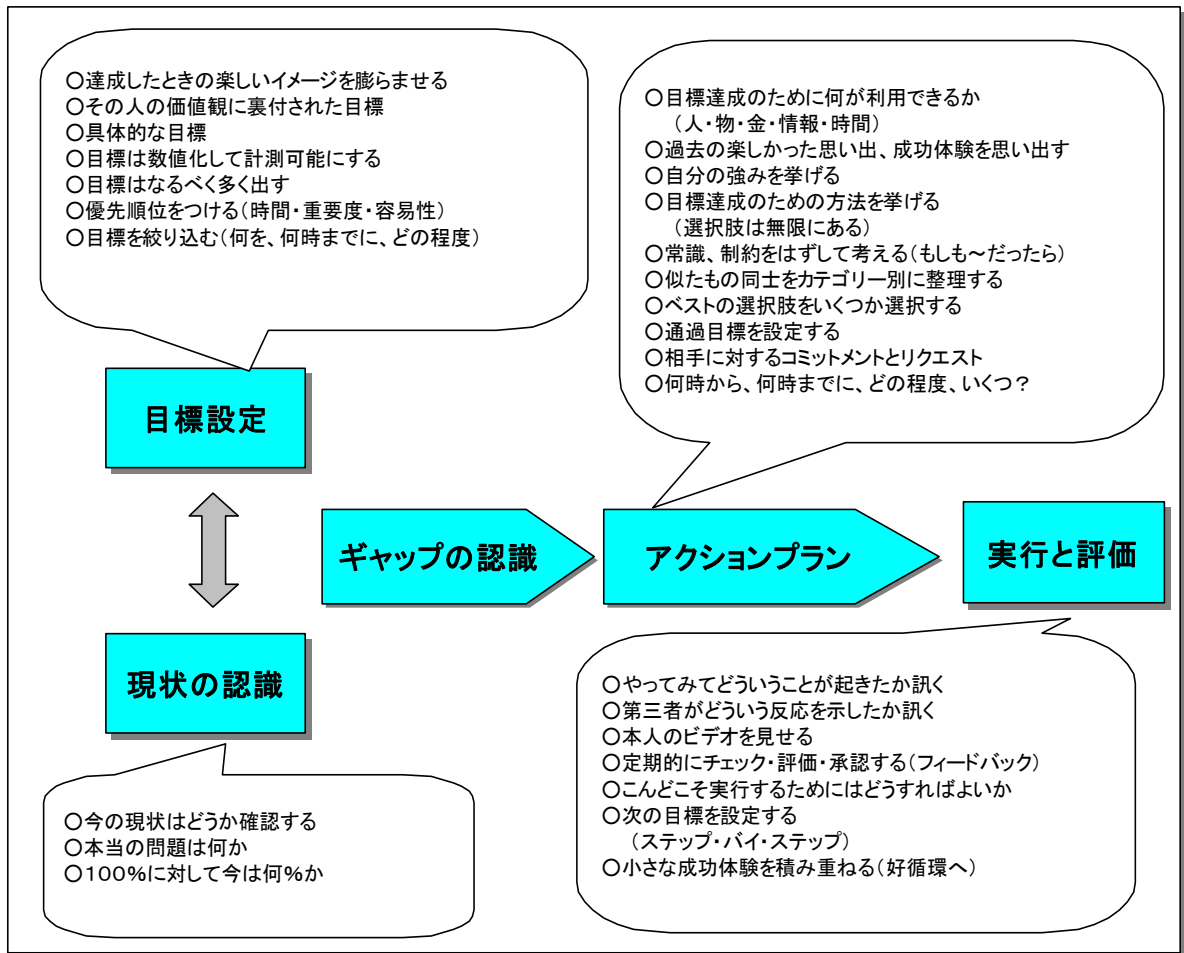 ○達成したときの楽しいイメージを膨らませる
○その人の価値観に裏付された目標
○具体的な目標
○目標は数値化して計測可能にする
○目標はなるべく多く出す
○優先順位をつける(時間・重要度・容易性)
○目標を絞り込む(何を、何時までに、どの程度)
○目標達成のために何が利用できるか
(人・物・金・情報・時間)
○過去の楽しかった思い出、成功体験を思い出す
○自分の強みを挙げる
○目標達成のための方法を挙げる
(選択肢は無限にある)
○常識、制約をはずして考える(もしも~だったら)
○似たもの同士をカテゴリー別に整理する
○ベストの選択肢をいくつか選択する
○通過目標を設定する
○相手に対するコミットメントとリクエスト
○何時から、何時までに、どの程度、いくつ?
目標設定
ギャップの認識
アクションプラン
実行と評価
現状の認識
○今の現状はどうか確認する
○本当の問題は何か
○100%に対して今は何%か
○やってみてどういうことが起きたか訊く
○第三者がどういう反応を示したか訊く
○本人のビデオを見せる
○定期的にチェック・評価・承認する(フィードバック)
○こんどこそ実行するためにはどうすればよいか
○次の目標を設定する
(ステップ・バイ・ステップ)
○小さな成功体験を積み重ねる(好循環へ)